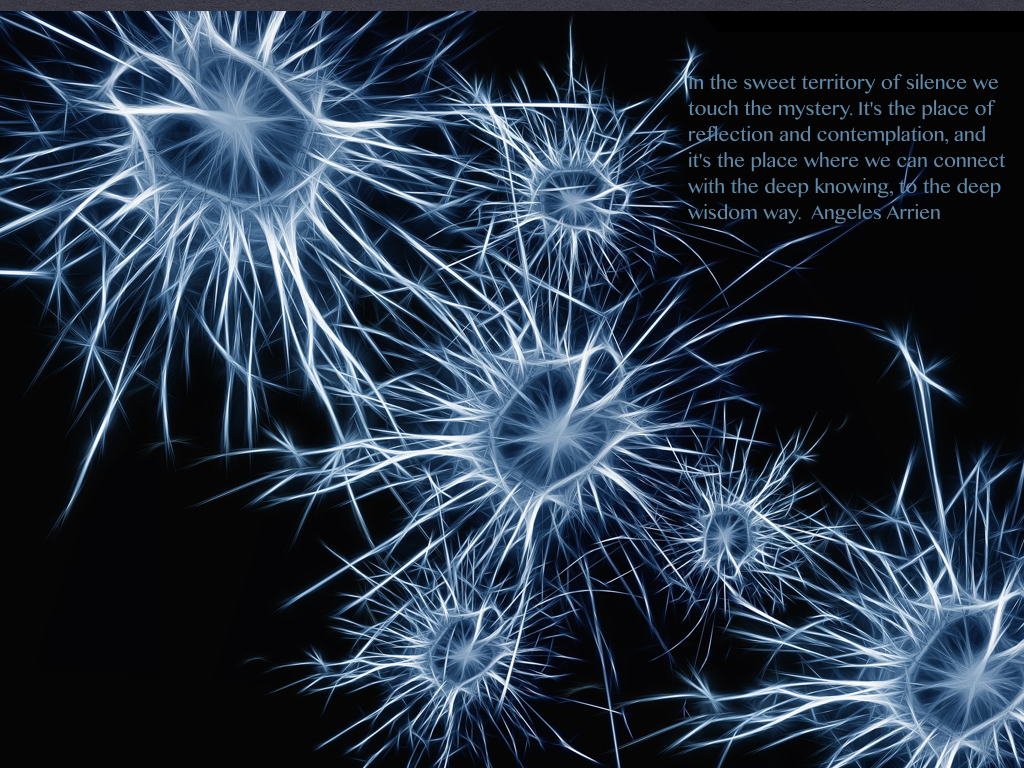 In the sweet territory of silence we
touch the mystery. It's the place of
reflection and contemplation, and
it's the place where we can connect
with the deep knowing, to the deep
wisdom way.  Angeles Arrien